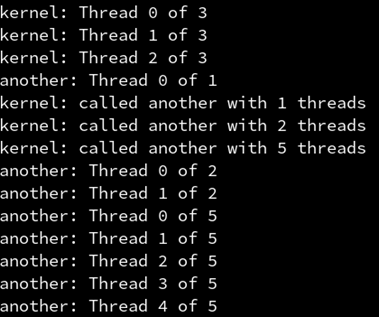 kernel: Thread 0 of 3
kernel: Thread 1 of 3
kernel: Thread 2 of 3
another: Thread 0 of 1
kernel: called another with 1 threads
kernel: called another with 2 threads
kernel: called another with 5 threads
another: Thread 0 of 2
another: Thread 1 of 2
another: Thread 0 of 5
another: Thread 1 of 5
another: Thread 2 of 5
another: Thread 3 of 5
another: Thread 4 of 5